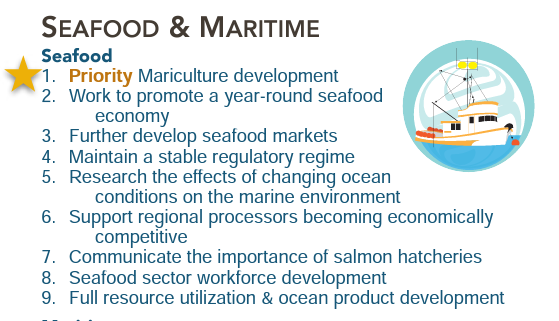 SEAFOOD & MARITIME
Seafood
1. Priority Mariculture development
2. Work to promote a year-round seafood
economy
3. Further develop seafood markets
4. Maintain a stable regulatory regime
5. Research the effects of changing ocean
conditions on the marine environment
6. Support regional processors becoming economically
competitive
7. Communicate the importance of salmon hatcheries
8. Seafood sector workforce development
9. Full resource utilization & ocean product development